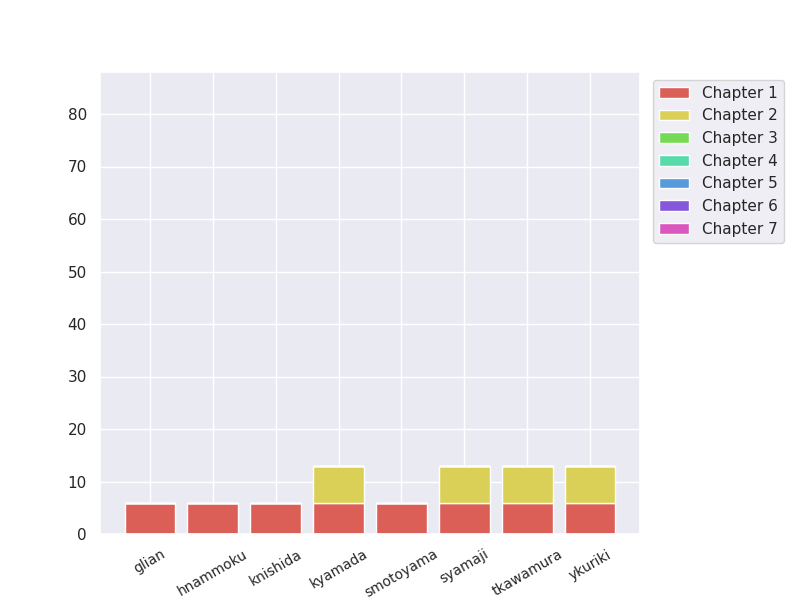 80
70
60
50
40
30
20
10
0
glian
hnammoku
knishida
kyamada
smotoyama
syamaji
tkawamura
ykuriki
Chapter 1
Chapter 2
Chapter 3
Chapter 4
Chapter 5
Chapter 6
Chapter 7